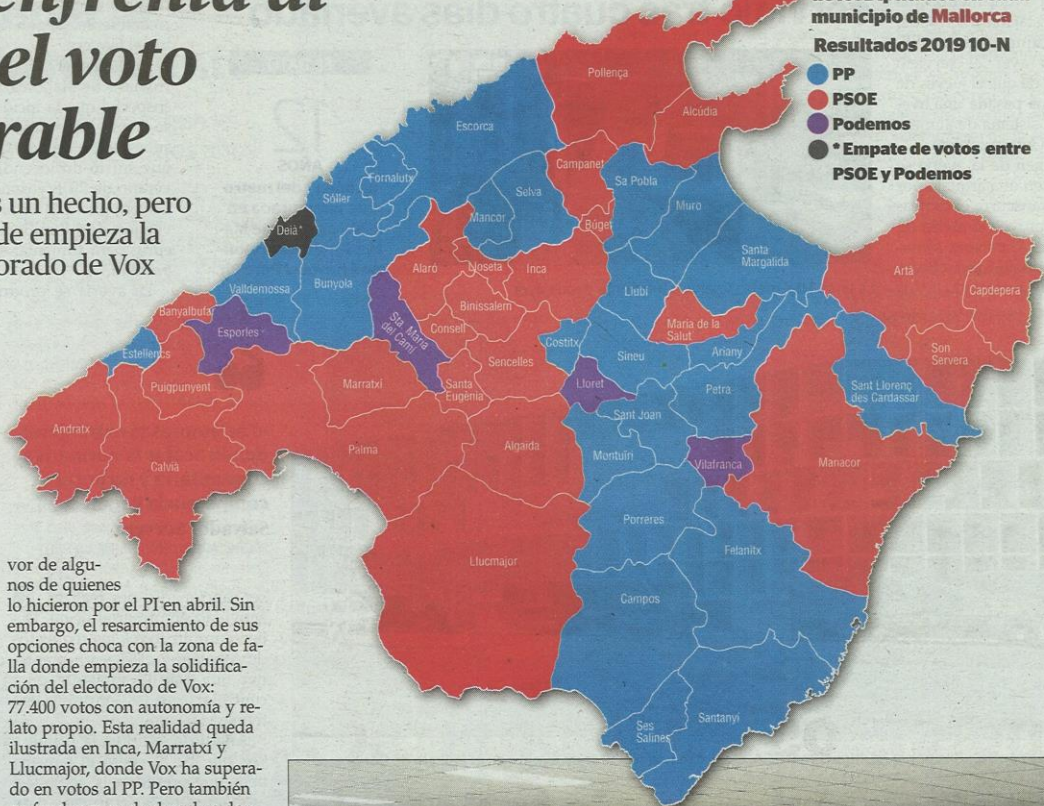 el voto
rable
s un hecho, pero
de empieza la
orado de Vox
vor de algu-
nos de quienes
lo hicieron por el PI en abril. Sin
embargo, el resarcimiento de sus
opciones choca con la zona de fa-
lla donde empieza la solidifica-
ción del electorado de Vox:
77.400 votos con autonomía y re-
lato propio. Esta realidad queda
ilustrada en Inca, Marratxí y
Llucmajor, donde Vox ha supera-
do en votos al PP. Pero también
municipio de Mallorca
Resultados 2019 10-N
PP
PSOE
Podemos
* Empate de votos entre
PSOE y Podemos
Pollença
Alcúdia
Escorca
Campanet
Fornalutx
Selva
Sa Pobla
Sóller
Muro
Mancor
Búger
Deià*
Santa
Margalida
Alaró
Lloseta
Inca
Artà
Valldemossa
Bunyola
Llubí
Capdepera
Banyalbufa
Binissalem
Sta. Maria
del Camí
Consell
Maria de la
Salut
Esporles
Costitx
Estellencs
Sencelles
Sineu
Ariany
Son
Servera
Puigpunyent
Marratxí
Santa
Eugènia
Lloret
Petra
Sant Llorenç
des Cardassar
Sant Joan
Andratx
Palma
Algaida
Montuïri
Calvià
Vilafranca
Manacor
Porreres
Felanitx
Llucmajor
Campos
Ses
Salines
Santanyí